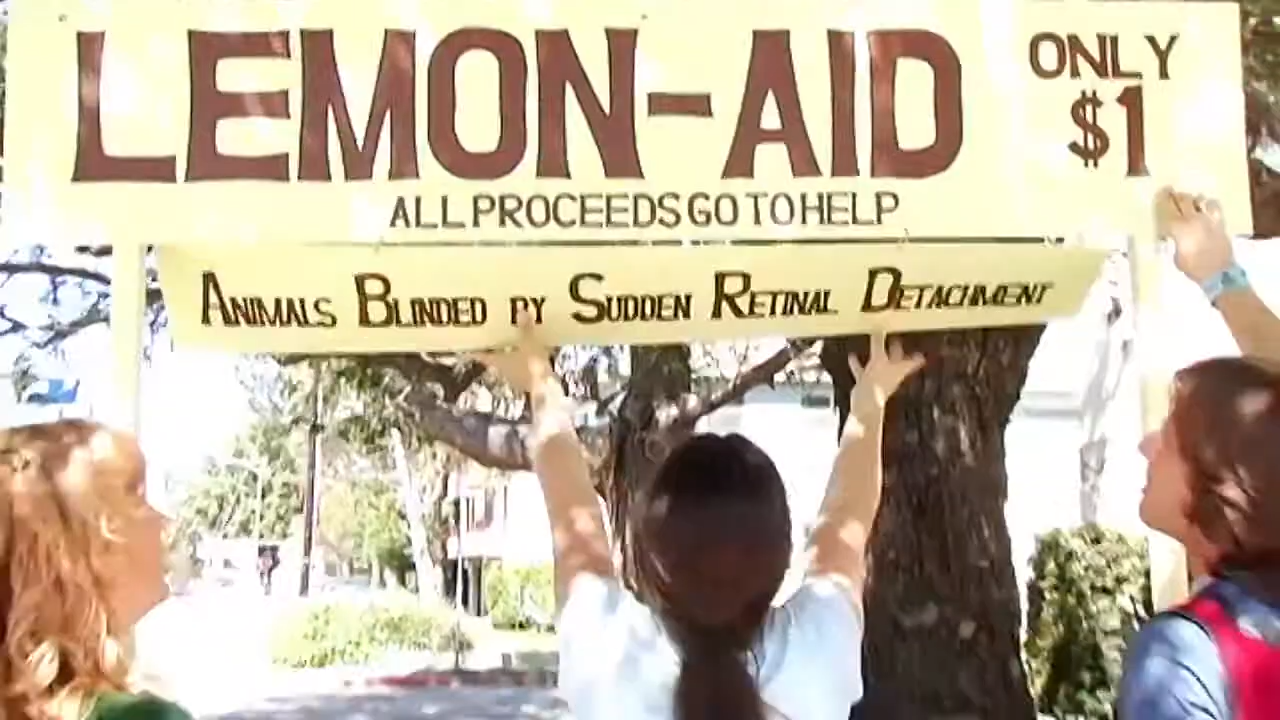 LEMON-AID
ONLY
$1
ALL PROCEEDS GO TO HELP
ANIMALS BLINDED BY SUDDEN RETINAL DETACHMENT